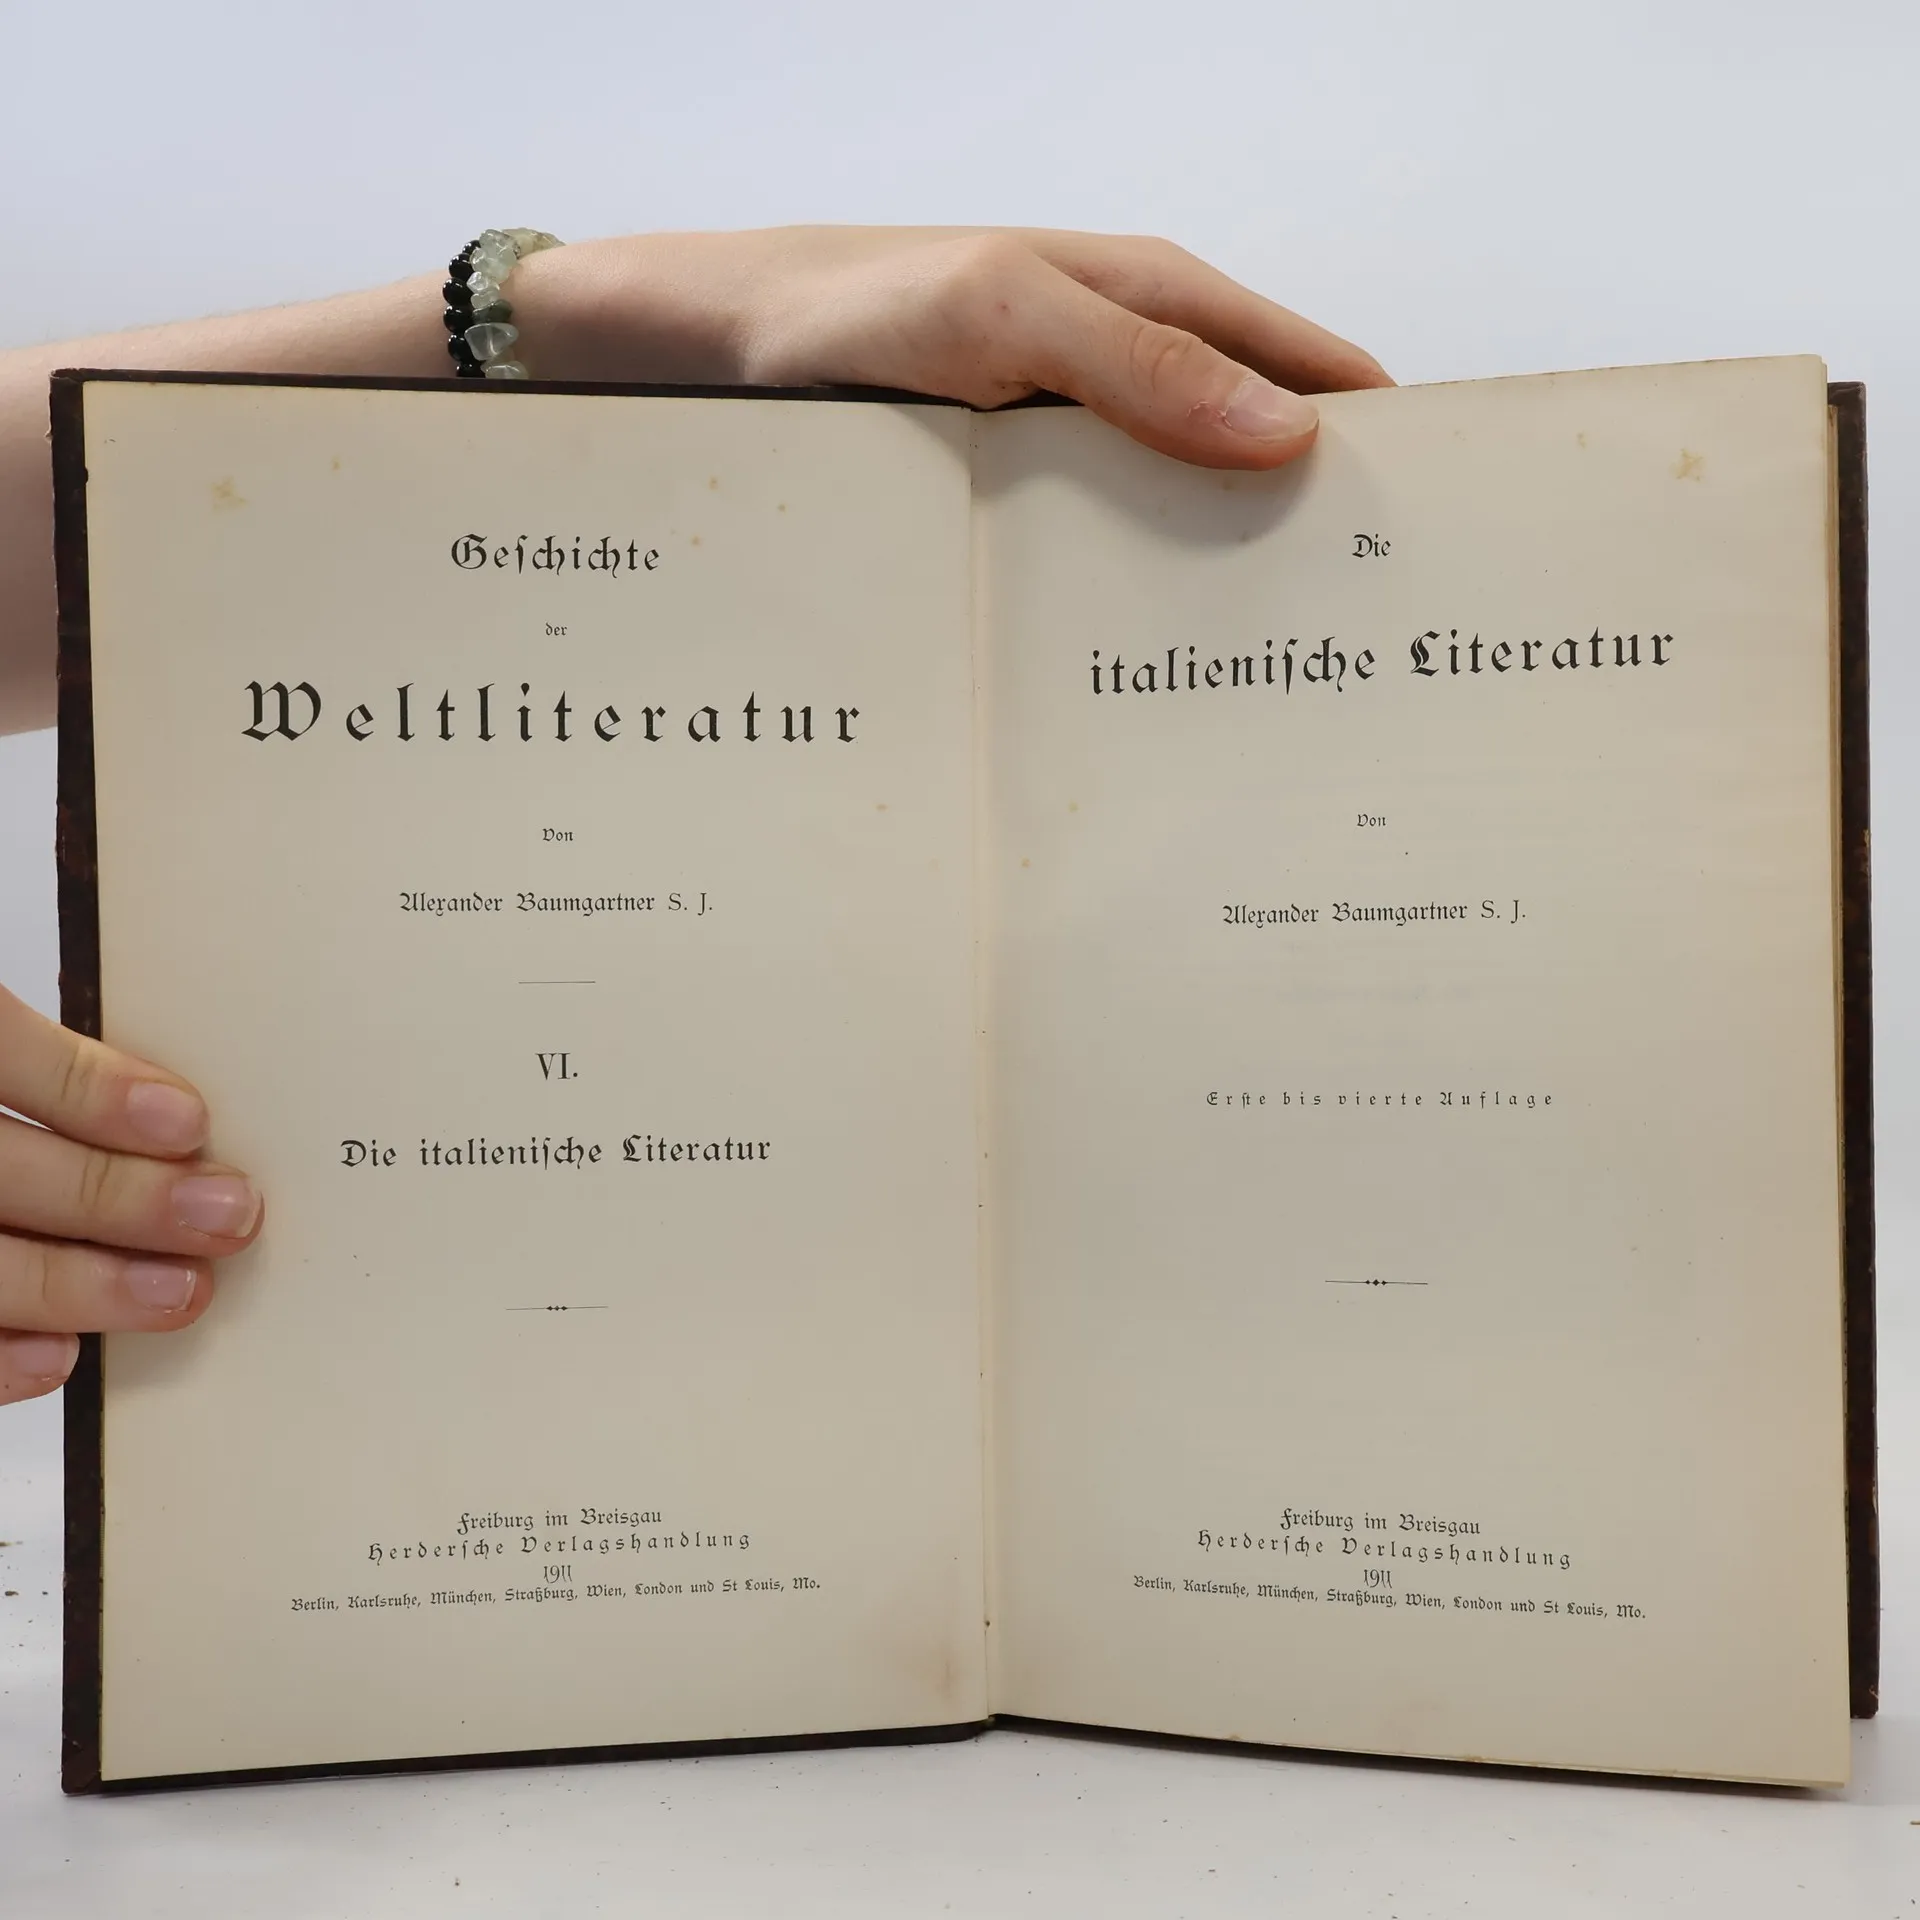 Geſchichte
der
Weltliteratur
Von
Alexander Baumgartner S. J.
VI.
Die italieniſche Literatur
Freiburg im Breisgau
Herderſche Verlagshandlung
1911
Berlin, Karlsruhe, München, Straßburg, Wien, London und St Louis, Mo.
Die
italieniſche Literatur
Von
Alexander Baumgartner S. J.
Erſte bis vierte Auflage
Freiburg im Breisgau
Herderſche Verlagshandlung
1911
Berlin, Karlsruhe, München, Straßburg, Wien, London und St Louis, Mo.